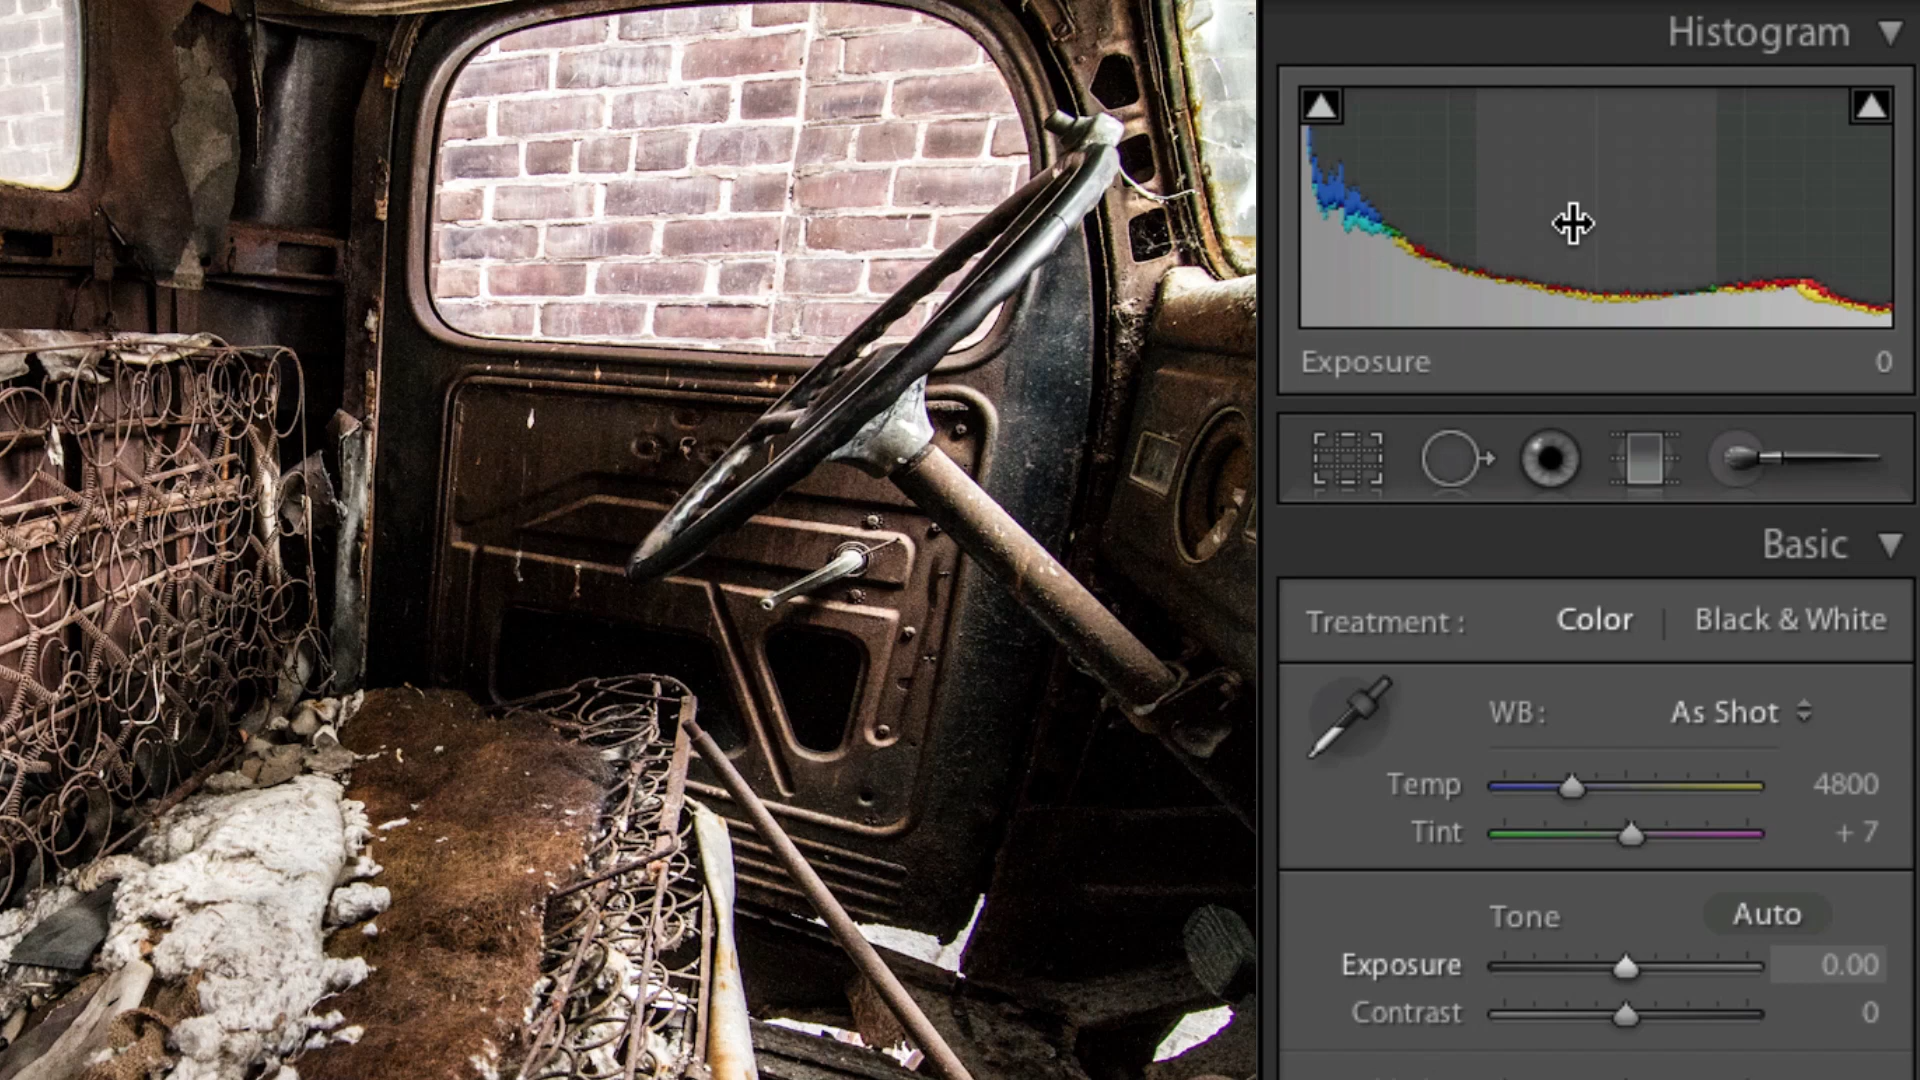 Histogram
Exposure 0
Basic
Treatment : Color | Black & White
WB: As Shot
Temp 4800
Tint + 7
Tone Auto
Exposure 0.00
Contrast 0